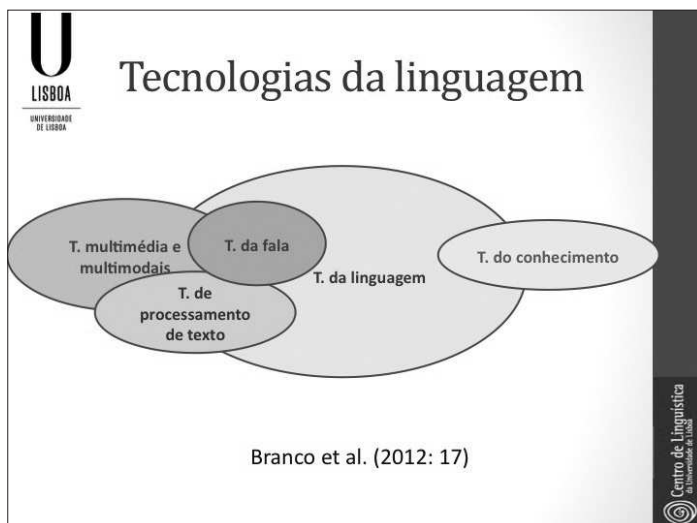 U
LISBOA
UNIVERSIDADE
DE LISBOA
Tecnologias da linguagem
T. multimédia e
multimodais
T. da fala
T. de
processamento
de texto
T. da linguagem
T. do conhecimento
Branco et al. (2012: 17)
Centro de Linguística
da Universidade de Lisboa